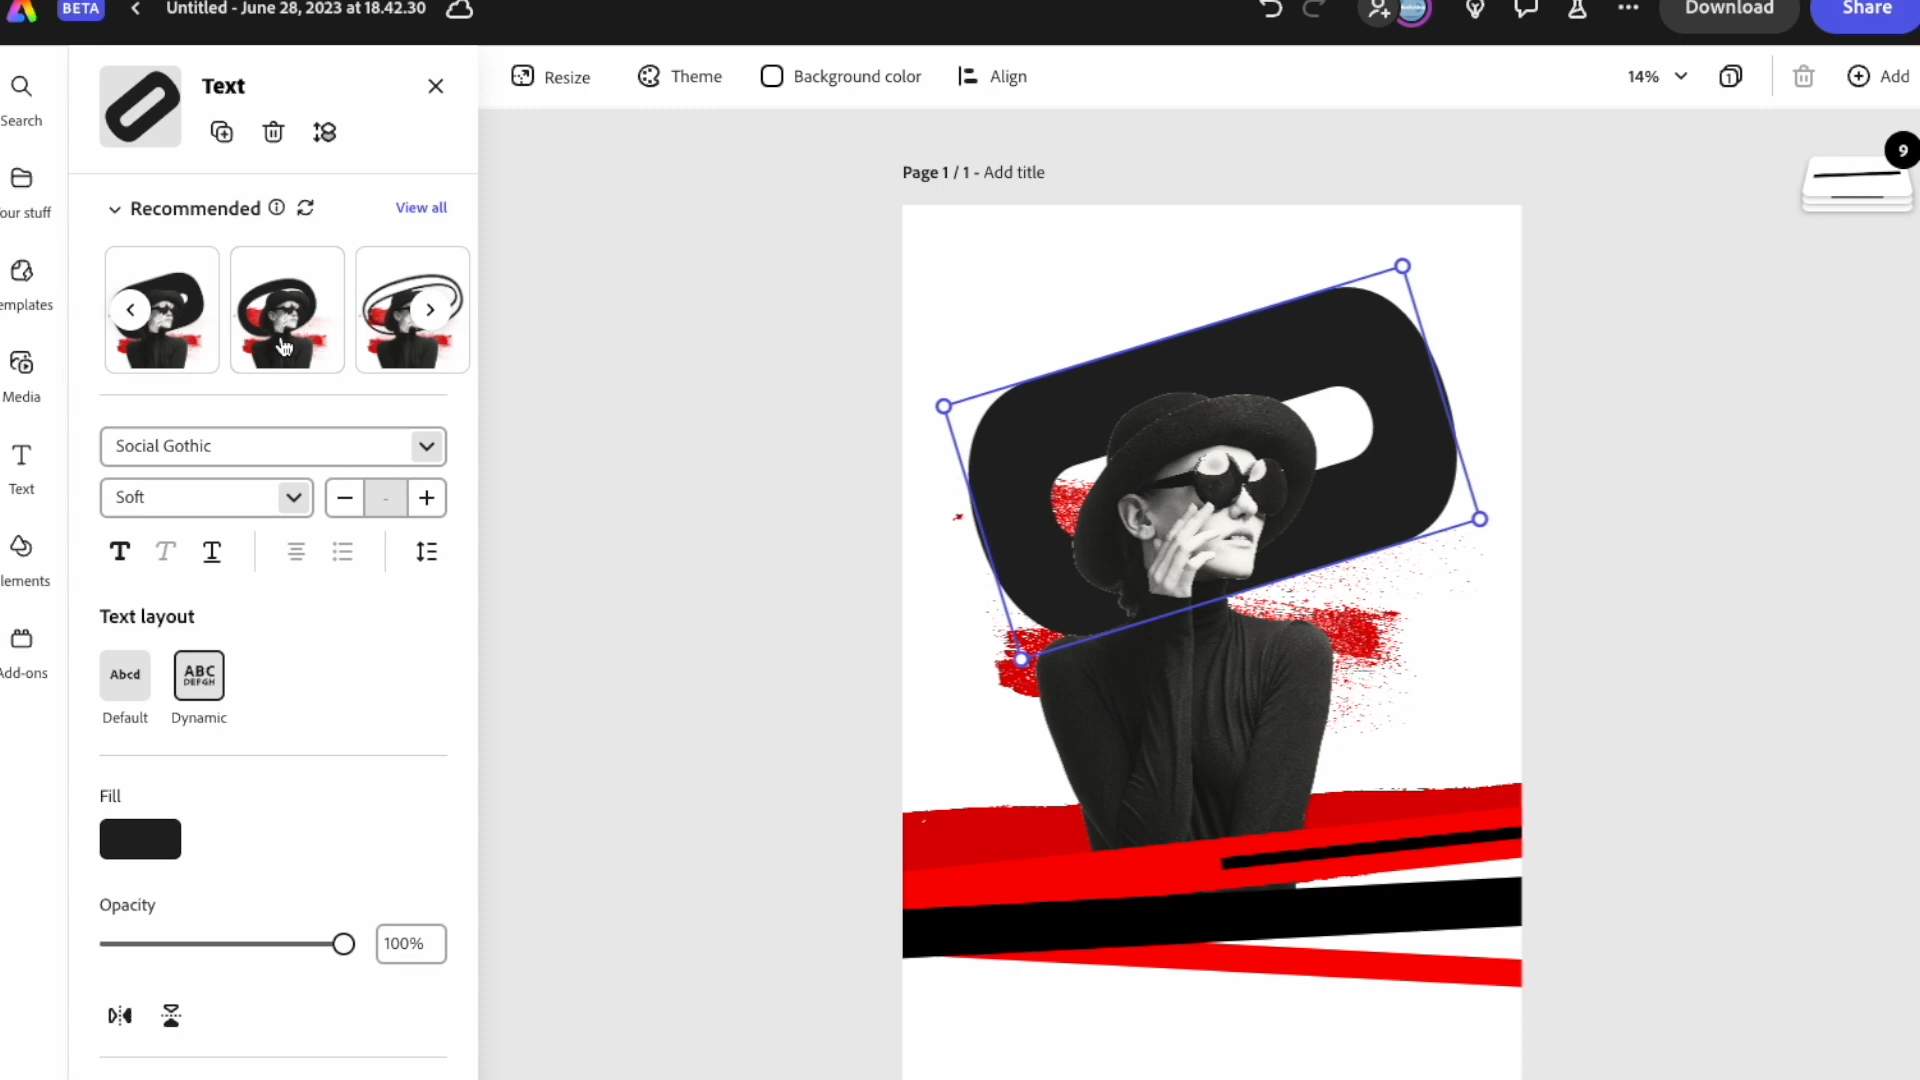 BETA
Untitled - June 28, 2023 at 18.42.30
Download
Share
Search
our stuff
emplates
Media
Text
lements
Add-ons
Text
Recommended
View all
Social Gothic
Soft
-
T T T
Text layout
Abcd
ABC
DEFGH
Default
Dynamic
Fill
Opacity
100%
Resize
Theme
Background color
Align
14%
1
Add
Page 1 / 1 - Add title
9